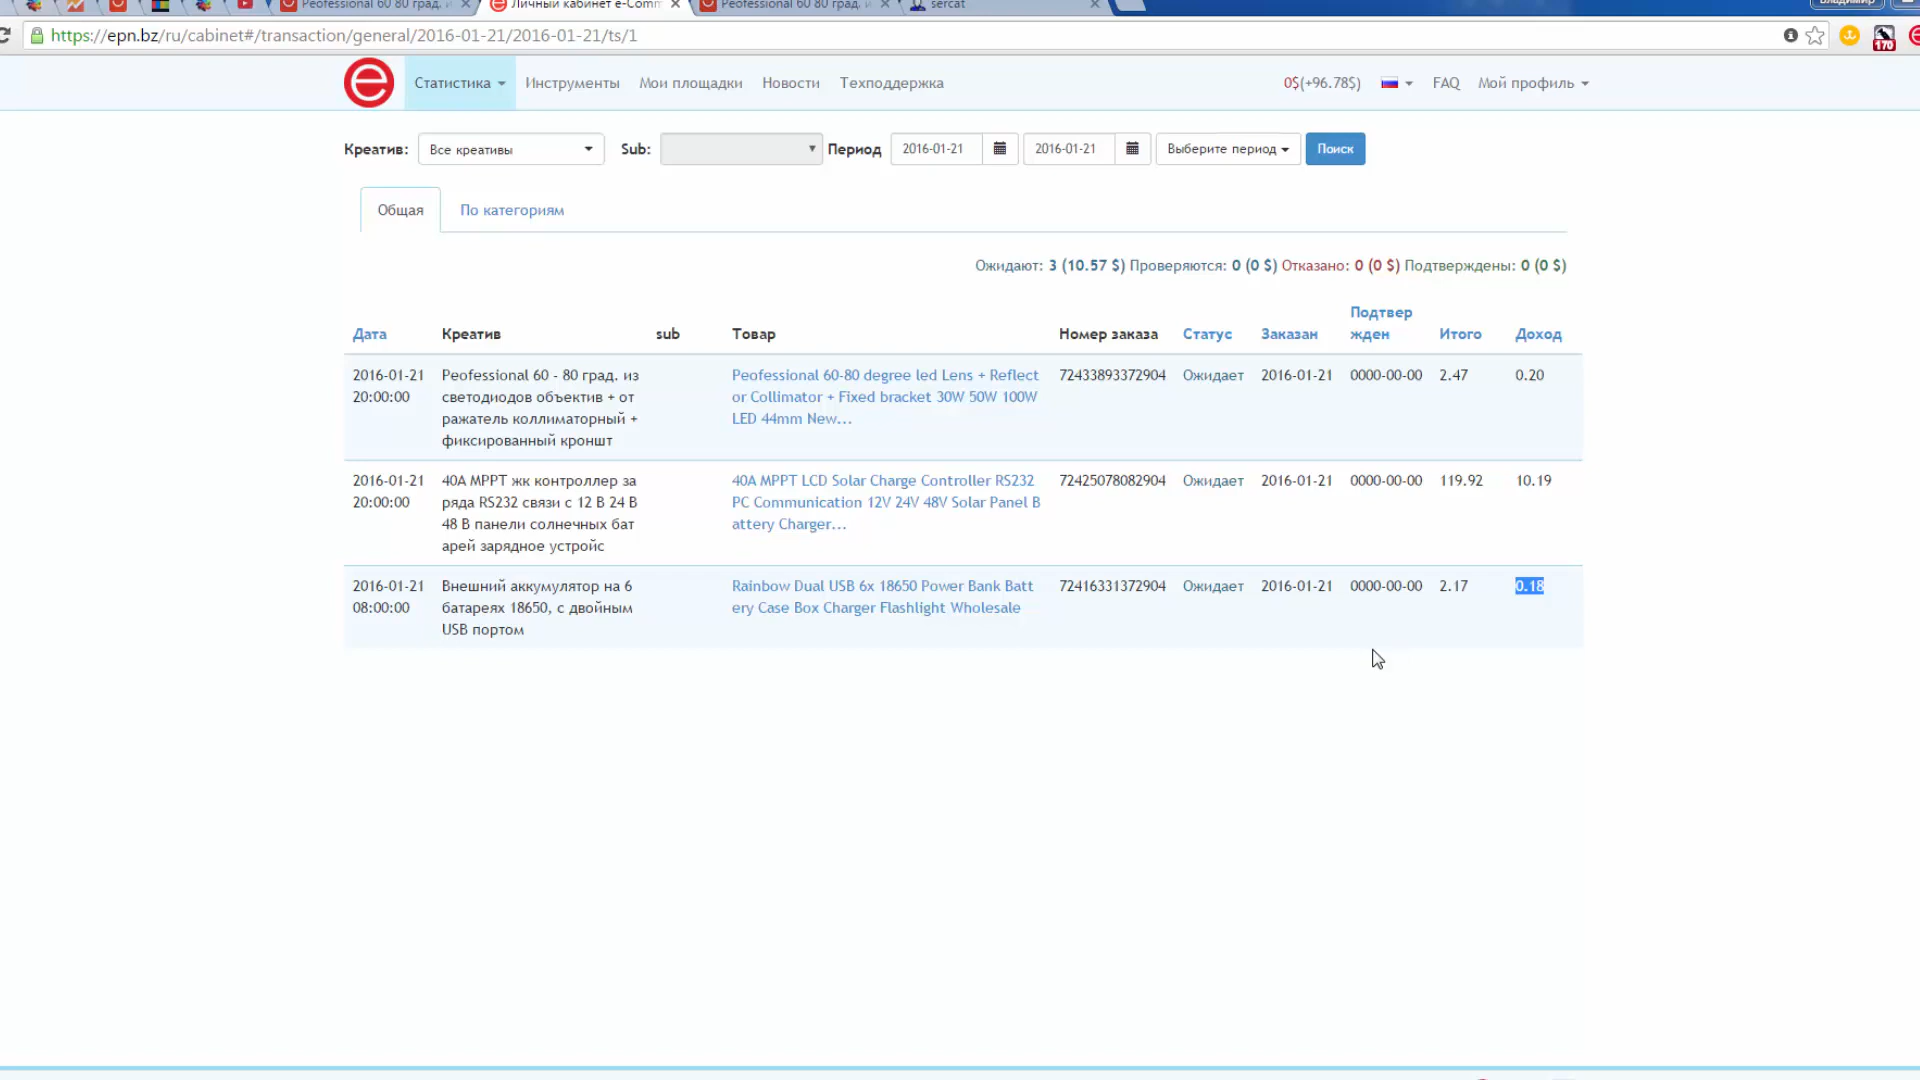 Peofessional 60 80 град. и
Личный кабинет e-Comm
Peofessional 60 80 град. и
sercat
Владимир
https://epn.bz/ru/cabinet#/transaction/general/2016-01-21/2016-01-21/ts/1
170
e
Статистика
Инструменты
Мои площадки
Новости
Техподдержка
0$(+96.78$)
FAQ
Мой профиль
Креатив:
Все креативы
Sub:
Период
2016-01-21
2016-01-21
Выберите период
Поиск
Общая
По категориям
Ожидают: 3 (10.57 $) Проверяются: 0 (0 $) Отказано: 0 (0 $) Подтверждены: 0 (0 $)
Дата
Креатив
sub
Товар
Номер заказа
Статус
Заказан
Подтвер
жден
Итого
Доход
2016-01-21
20:00:00
Peofessional 60 - 80 град. из
светодиодов объектив + от
ражатель коллиматорный +
фиксированный кроншт
Peofessional 60-80 degree led Lens + Reflect
or Collimator + Fixed bracket 30W 50W 100W
LED 44mm New...
72433893372904
Ожидает
2016-01-21
0000-00-00
2.47
0.20
2016-01-21
20:00:00
40A MPPT жк контроллер за
ряда RS232 связи с 12 В 24 В
48 В панели солнечных бат
арей зарядное устройс
40A MPPT LCD Solar Charge Controller RS232
PC Communication 12V 24V 48V Solar Panel B
attery Charger...
72425078082904
Ожидает
2016-01-21
0000-00-00
119.92
10.19
2016-01-21
08:00:00
Внешний аккумулятор на 6
батареях 18650, с двойным
USB портом
Rainbow Dual USB 6x 18650 Power Bank Batt
ery Case Box Charger Flashlight Wholesale
72416331372904
Ожидает
2016-01-21
0000-00-00
2.17
0.18